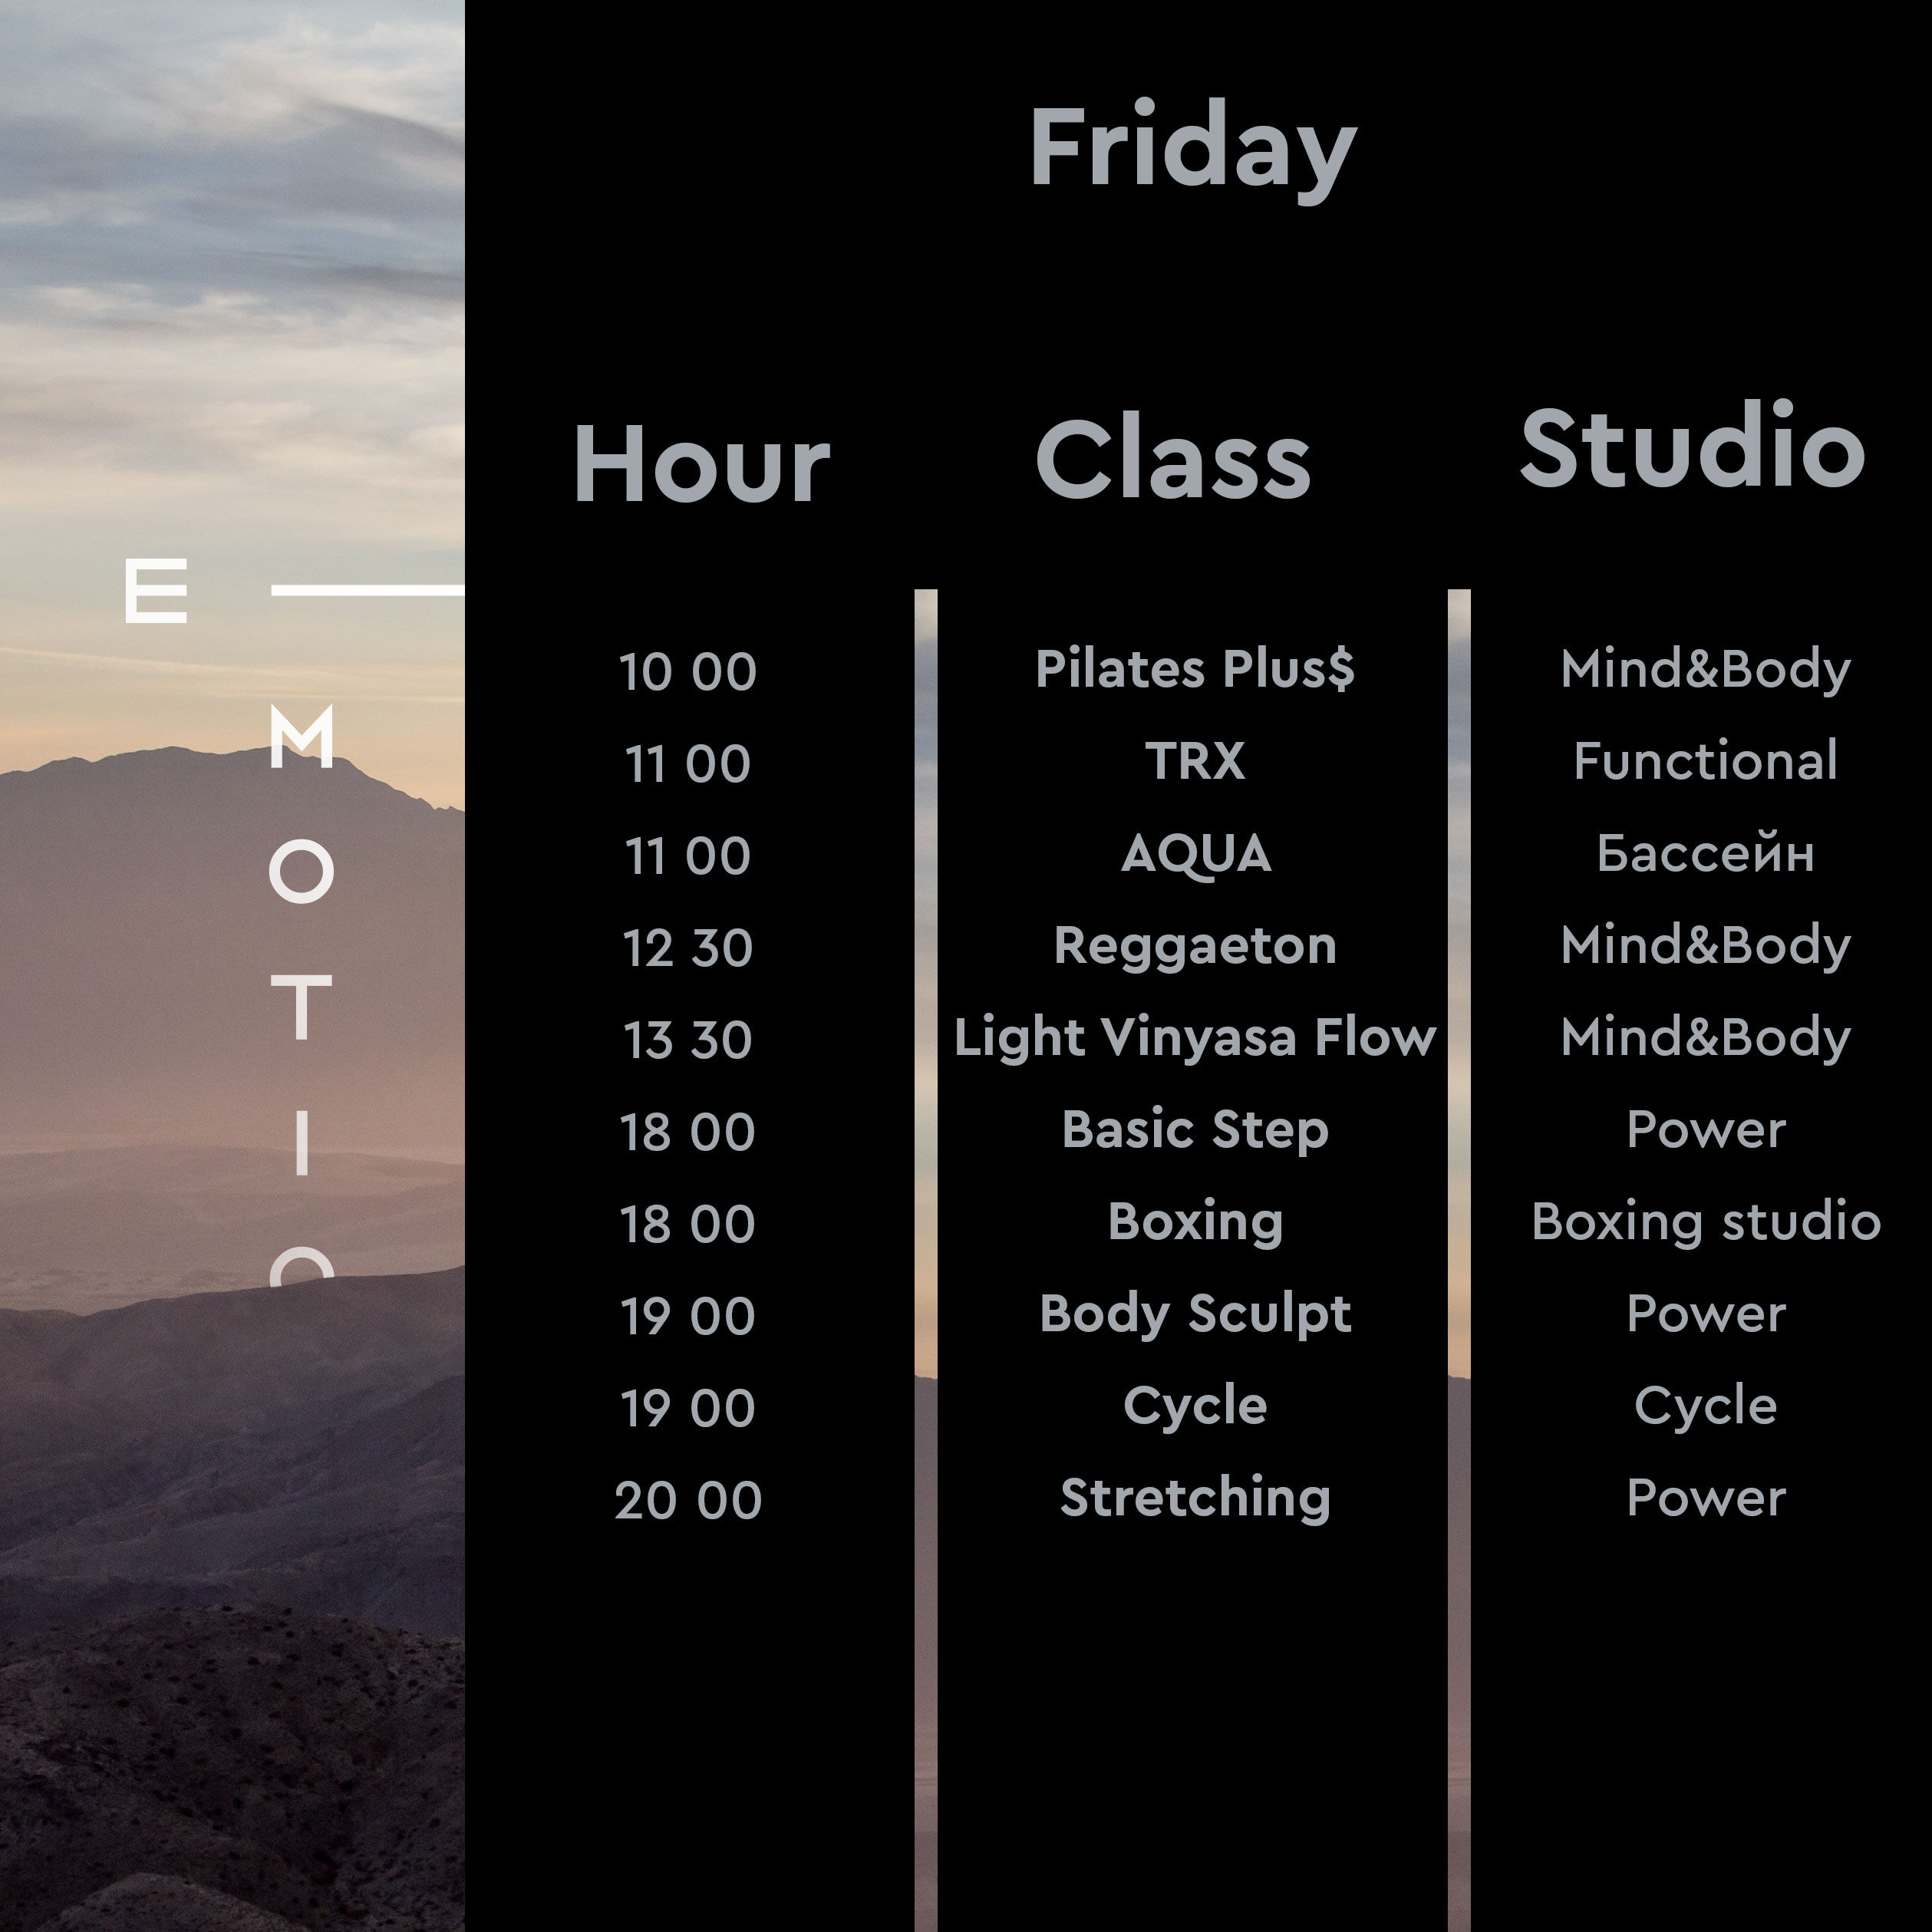 Friday
Hour Class Studio
E —
M
O
T
I
O
10 00 Pilates Plus$ Mind&Body
11 00 TRX Functional
11 00 AQUA Бассейн
12 30 Reggaeton Mind&Body
13 30 Light Vinyasa Flow Mind&Body
18 00 Basic Step Power
18 00 Boxing Boxing studio
19 00 Body Sculpt Power
19 00 Cycle Cycle
20 00 Stretching Power